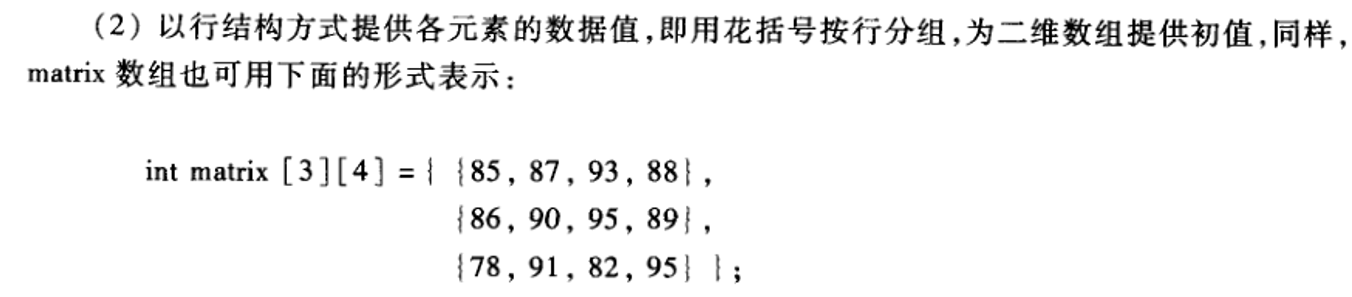 （2）以行结构方式提供各元素的数据值,即用花括号按行分组,为二维数组提供初值,同样,
matrix 数组也可用下面的形式表示：
int matrix [3][4] = { {85, 87, 93, 88},
{86, 90, 95, 89},
{78, 91, 82, 95} };